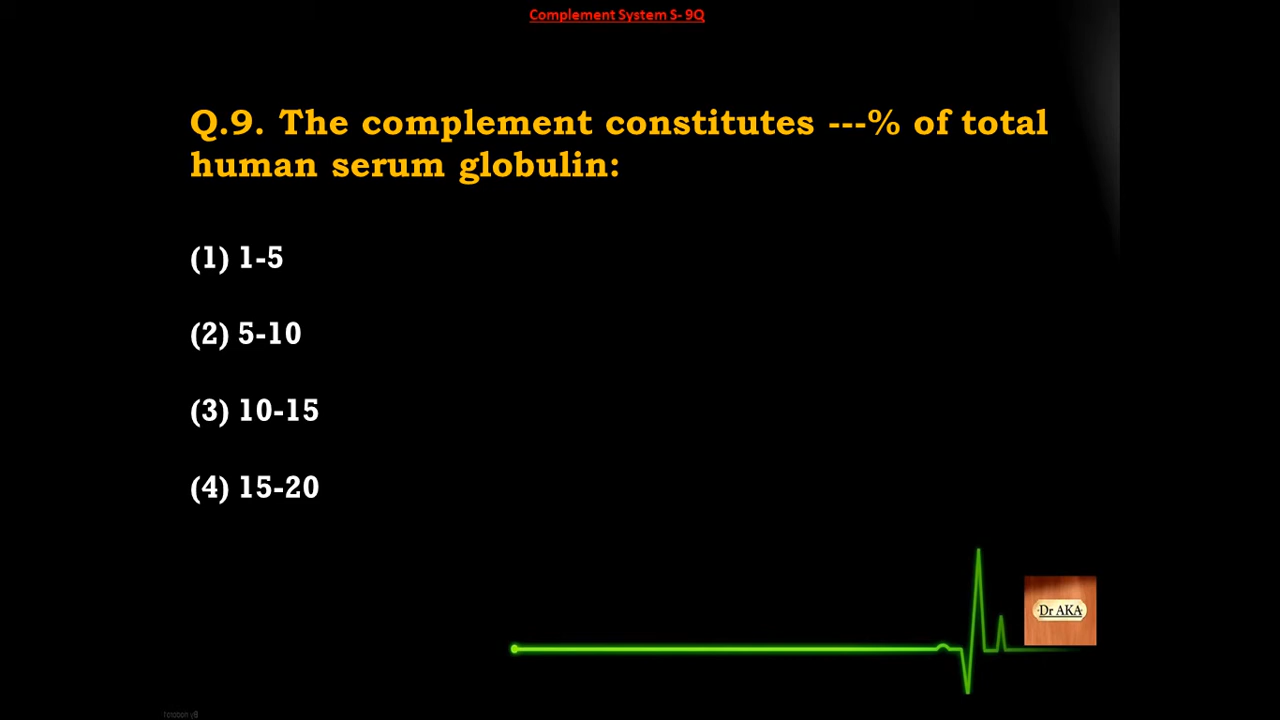 Complement System S- 9Q
Q.9. The complement constitutes ---% of total
human serum globulin:
(1) 1-5
(2) 5-10
(3) 10-15
(4) 15-20
Dr AKA